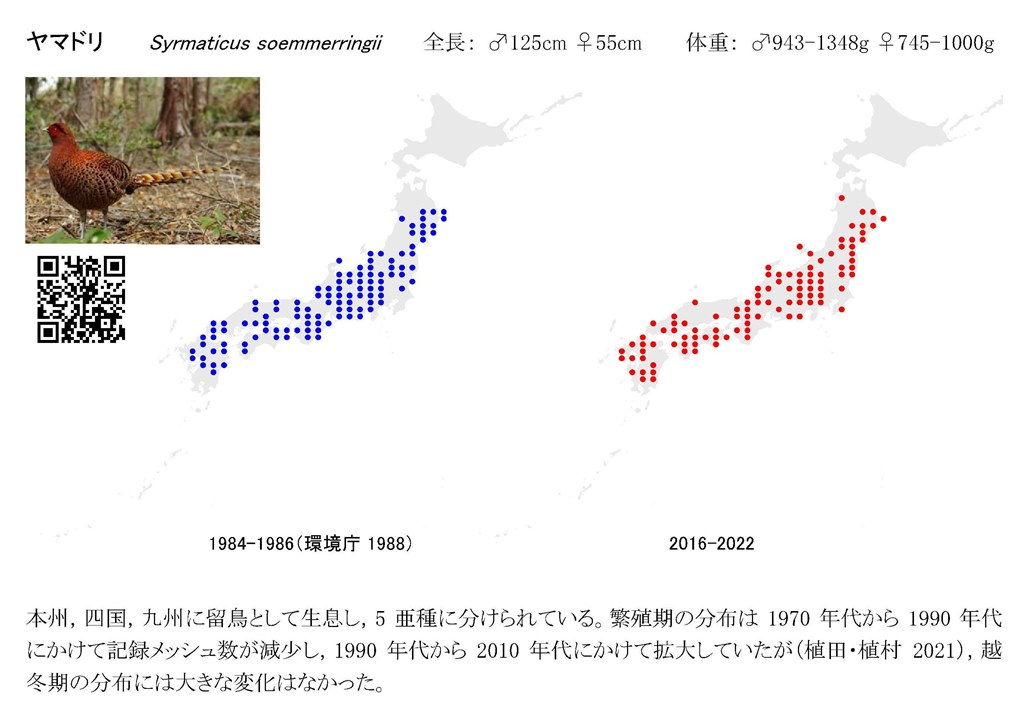 ヤマドリ Syrmaticus soemmerringii 全長： ♂125cm ♀55cm 体重： ♂943-1348g ♀745-1000g
1984-1986（環境庁 1988） 2016-2022
本州，四国，九州に留鳥として生息し，5 亜種に分けられている。繁殖期の分布は 1970 年代から 1990 年代
にかけて記録メッシュ数が減少し，1990 年代から 2010 年代にかけて拡大していたが（植田・植村 2021），越
冬期の分布には大きな変化はなかった。